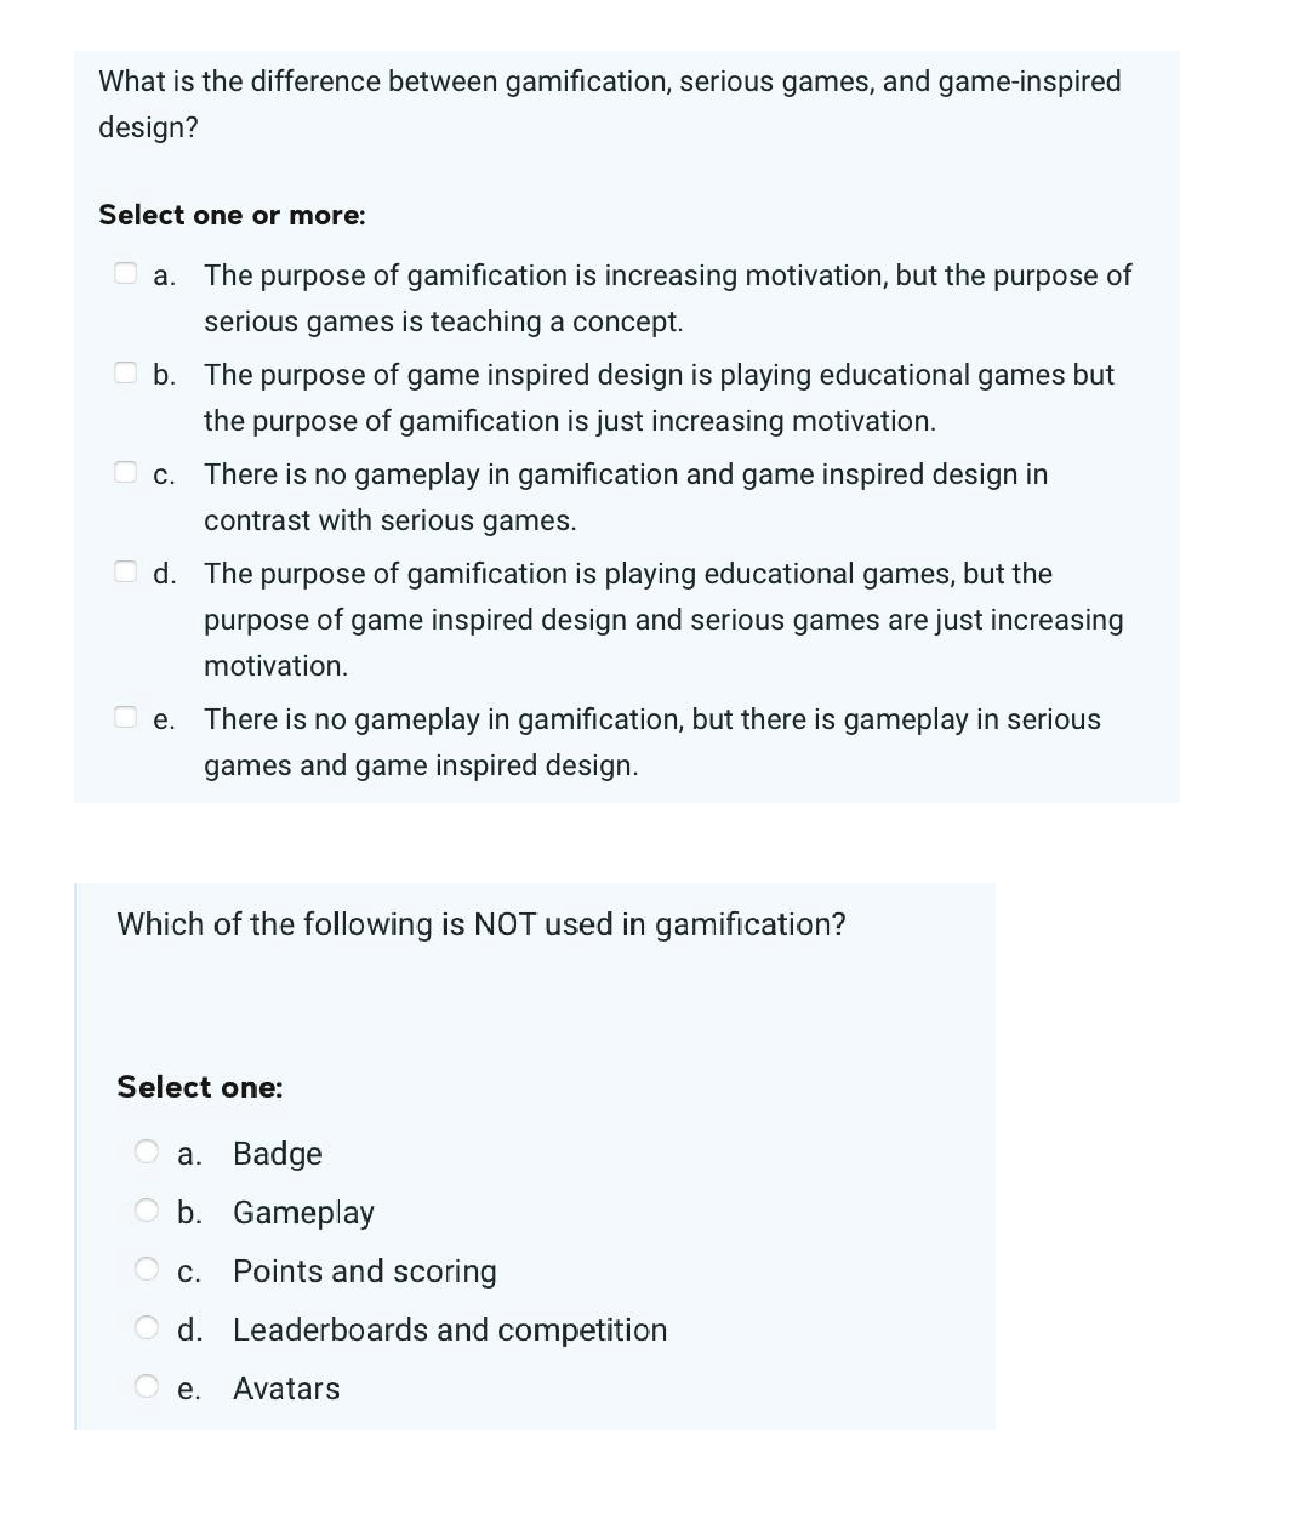 What is the difference between gamification, serious games, and game-inspired
design?
Select one or more:
a. The purpose of gamification is increasing motivation, but the purpose of
serious games is teaching a concept.
b. The purpose of game inspired design is playing educational games but
the purpose of gamification is just increasing motivation.
c. There is no gameplay in gamification and game inspired design in
contrast with serious games.
d. The purpose of gamification is playing educational games, but the
purpose of game inspired design and serious games are just increasing
motivation.
e. There is no gameplay in gamification, but there is gameplay in serious
games and game inspired design.
Which of the following is NOT used in gamification?
Select one:
a. Badge
b. Gameplay
c. Points and scoring
d. Leaderboards and competition
e. Avatars